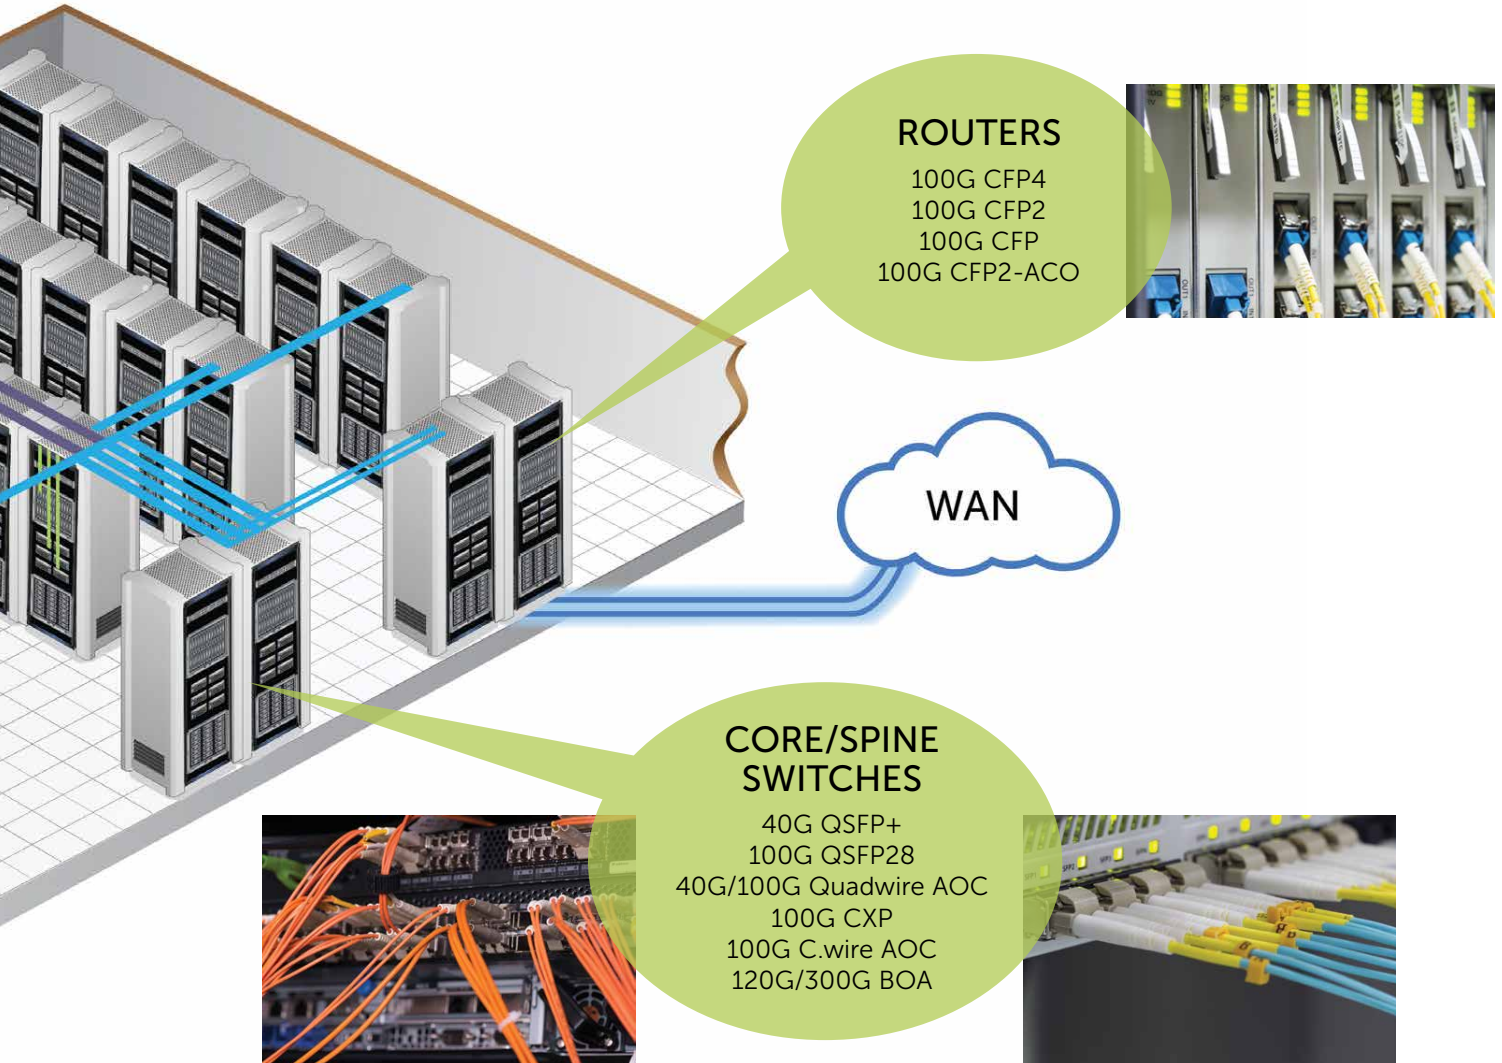 ROUTERS
100G CFP4
100G CFP2
100G CFP
100G CFP2-ACO
WAN
CORE/SPINE
SWITCHES
40G QSFP+
100G QSFP28
40G/100G Quadwire AOC
100G CXP
100G C.wire AOC
120G/300G BOA